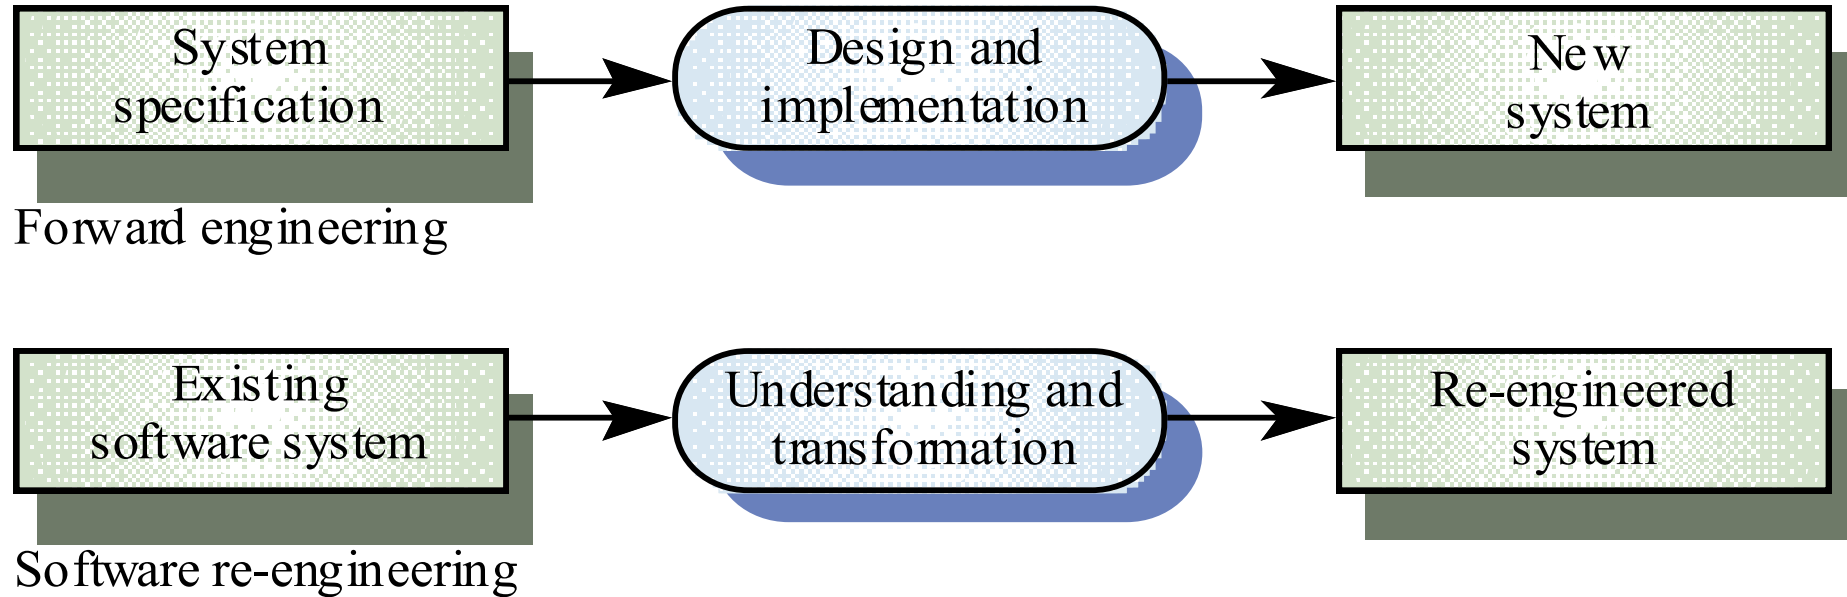 System
specification
Design and
implementation
New
system
Forward engineering
Existing
software system
Understanding and
transformation
Re-engineered
system
Software re-engineering